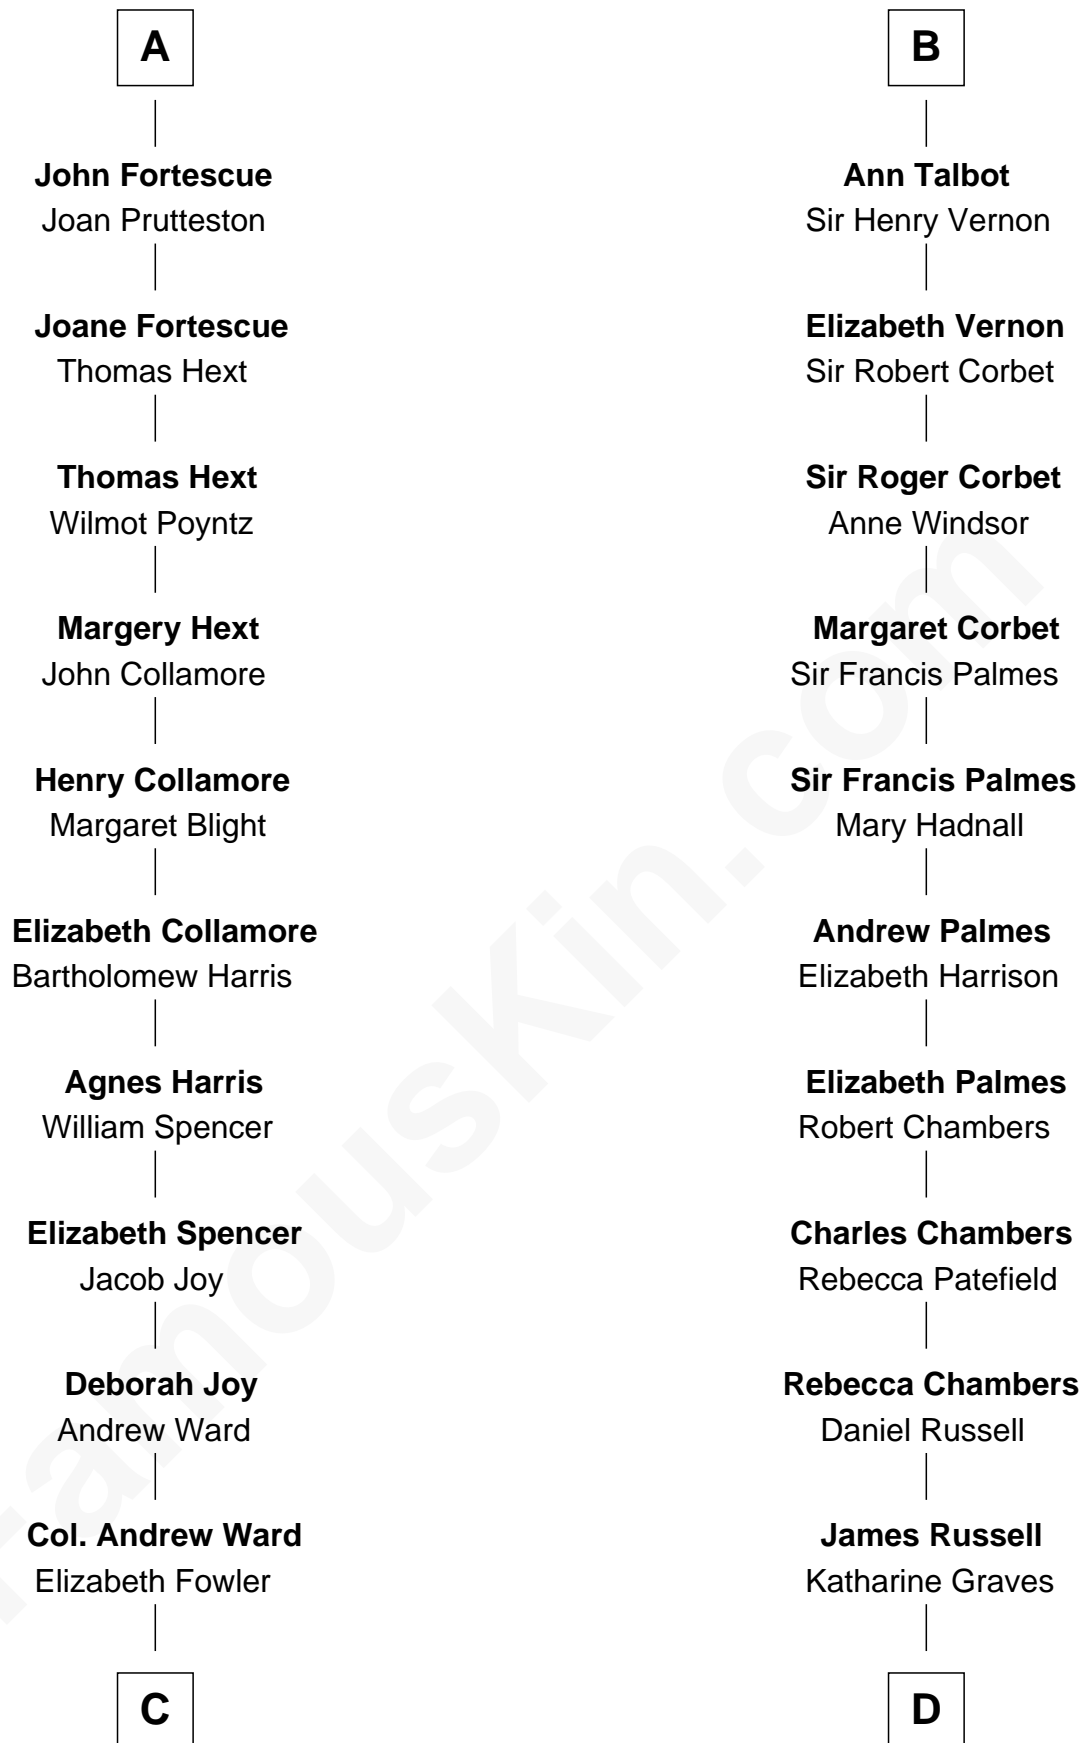 A
John Fortescue
Joan Prutteston
Joane Fortescue
Thomas Hext
Thomas Hext
Wilmot Poyntz
Margery Hext
John Collamore
Henry Collamore
Margaret Blight
Elizabeth Collamore
Bartholomew Harris
Agnes Harris
William Spencer
Elizabeth Spencer
Jacob Joy
Deborah Joy
Andrew Ward
Col. Andrew Ward
Elizabeth Fowler
C
B
Ann Talbot
Sir Henry Vernon
Elizabeth Vernon
Sir Robert Corbet
Sir Roger Corbet
Anne Windsor
Margaret Corbet
Sir Francis Palmes
Sir Francis Palmes
Mary Hadnall
Andrew Palmes
Elizabeth Harrison
Elizabeth Palmes
Robert Chambers
Charles Chambers
Rebecca Patefield
Rebecca Chambers
Daniel Russell
James Russell
Katharine Graves
D
FamousKin.com